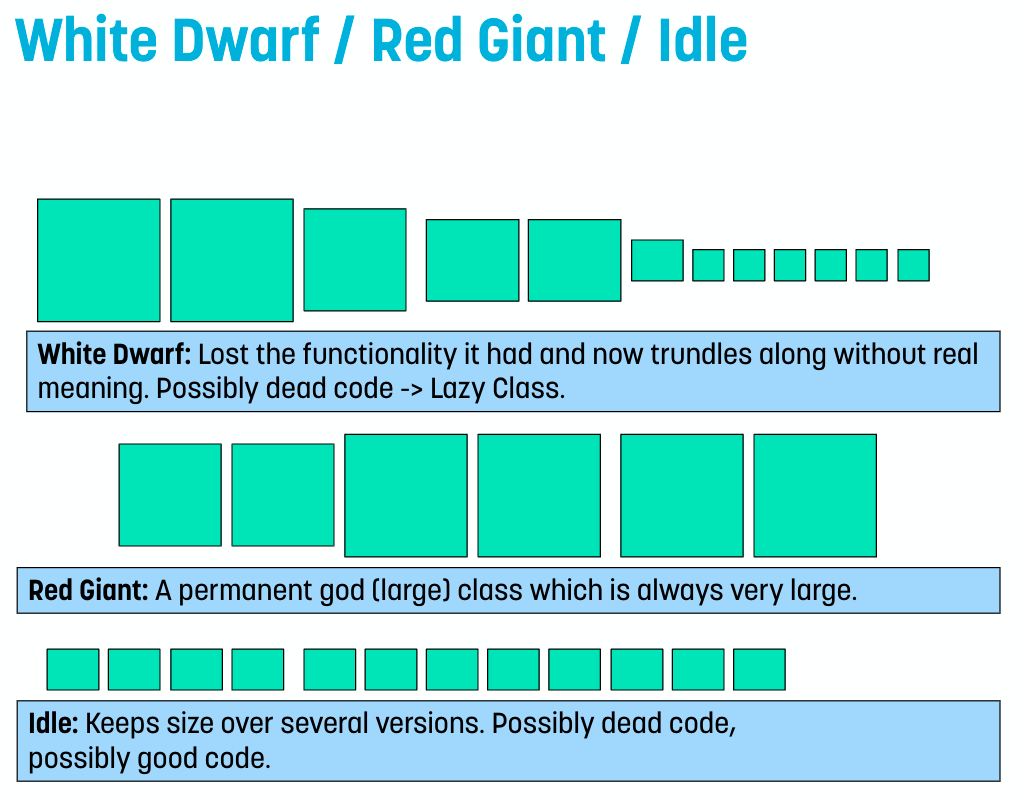 White Dwarf / Red Giant / Idle
White Dwarf: Lost the functionality it had and now trundles along without real
meaning. Possibly dead code -> Lazy Class.
Red Giant: A permanent god (large) class which is always very large.
Idle: Keeps size over several versions. Possibly dead code,
possibly good code.